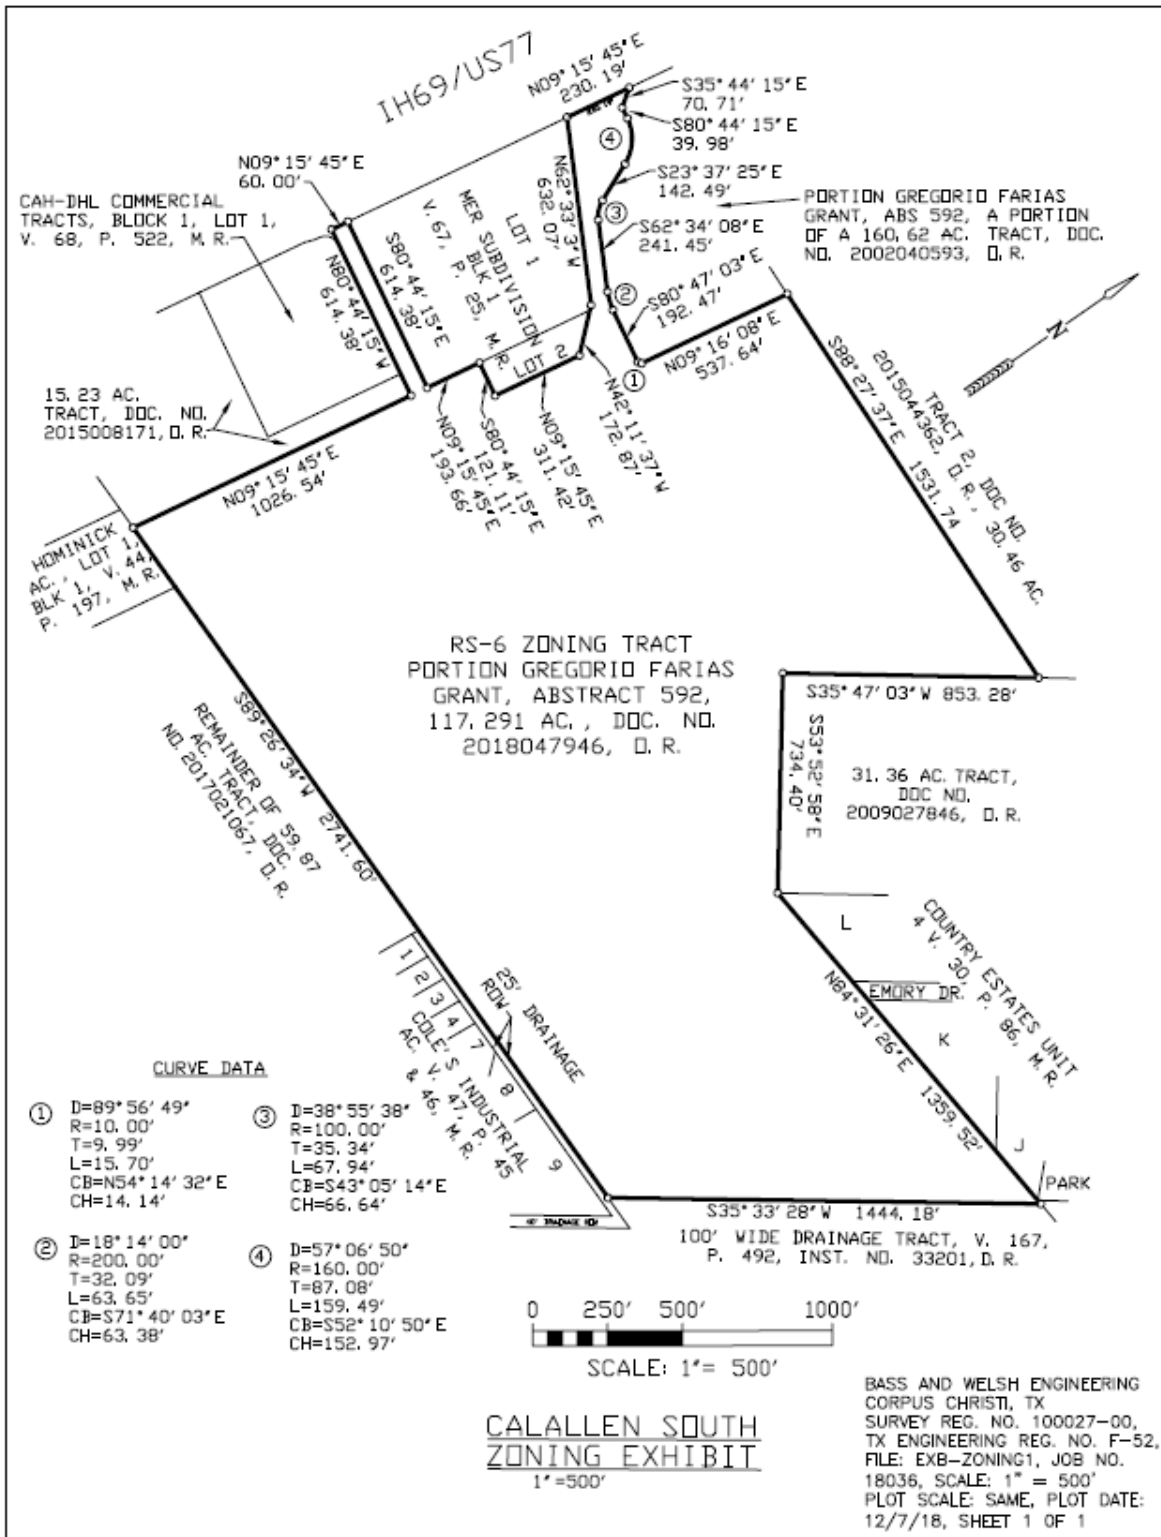 IH69/US77
N09°15'45"E
230.19'
S35°44'15"E
70.71'
S80°44'15"E
39.98'
④
N09°15'45"E
60.00'
N62°33'3"W
632.07'
S23°37'25"E
142.49'
CAH-DHL COMMERCIAL
TRACTS, BLOCK 1, LOT 1,
V. 68, P. 522, M.R.
PORTION GREGORIO FARIAS
GRANT, ABS 592, A PORTION
OF A 160.62 AC. TRACT, DOC.
NO. 2002040593, O.R.
③
S62°34'08"E
241.45'
LOT 1
MER SUBDIVISION
BLK 1
V. 67, P. 25, M.R.
LOT 2
N80°44'15"W
614.38'
S80°44'15"E
614.38'
②
S80°47'03"E
192.47'
N
①
N09°16'08"E
537.64'
S88°27'37"E 1531.74
TRACT 2, DOC NO.
2015044362, O.R., 30.46 AC.
15.23 AC.
TRACT, DOC. NO.
2015008171, O.R.
N42°11'37"W
172.87'
N09°15'45"E
311.42'
S80°44'15"E
121.11'
N09°15'45"E
193.66'
N09°15'45"E
1026.54'
HOMINICK
AC., LOT 1,
BLK 1, V. 44,
P. 197, M.R.
RS-6 ZONING TRACT
PORTION GREGORIO FARIAS
GRANT, ABSTRACT 592,
117.291 AC., DOC. NO.
2018047946, O.R.
S35°47'03"W 853.28'
S53°52'58"E
734.40'
31.36 AC. TRACT,
DOC NO.
2009027846, O.R.
S89°26'34"W 2741.60'
REMAINDER OF 59.87
AC. TRACT, DOC.
NO. 2017021067, O.R.
L
COUNTRY ESTATES UNIT
4 V. 30, P. 86, M.R.
EMORY DR.
K
N84°31'26"E 1359.52'
J
PARK
1
2
3
4
7
8
9
25' DRAINAGE
ROW
COLE'S INDUSTRIAL
AC. V. 47, P. 45
& 46, M.R.
S35°33'28"W 1444.18'
100' WIDE DRAINAGE TRACT, V. 167,
P. 492, INST. NO. 33201, D.R.
DRAINAGE ROW
CURVE DATA
① D=89°56'49"
R=10.00'
T=9.99'
L=15.70'
CB=N54°14'32"E
CH=14.14'
② D=18°14'00"
R=200.00'
T=32.09'
L=63.65'
CB=S71°40'03"E
CH=63.38'
③ D=38°55'38"
R=100.00'
T=35.34'
L=67.94'
CB=S43°05'14"E
CH=66.64'
④ D=57°06'50"
R=160.00'
T=87.08'
L=159.49'
CB=S52°10'50"E
CH=152.97'
0 250' 500' 1000'
SCALE: 1"= 500'
CALALLEN SOUTH
ZONING EXHIBIT
1"=500'
BASS AND WELSH ENGINEERING
CORPUS CHRISTI, TX
SURVEY REG. NO. 100027-00,
TX ENGINEERING REG. NO. F-52,
FILE: EXB-ZONING1, JOB NO.
18036, SCALE: 1" = 500'
PLOT SCALE: SAME, PLOT DATE:
12/7/18, SHEET 1 OF 1